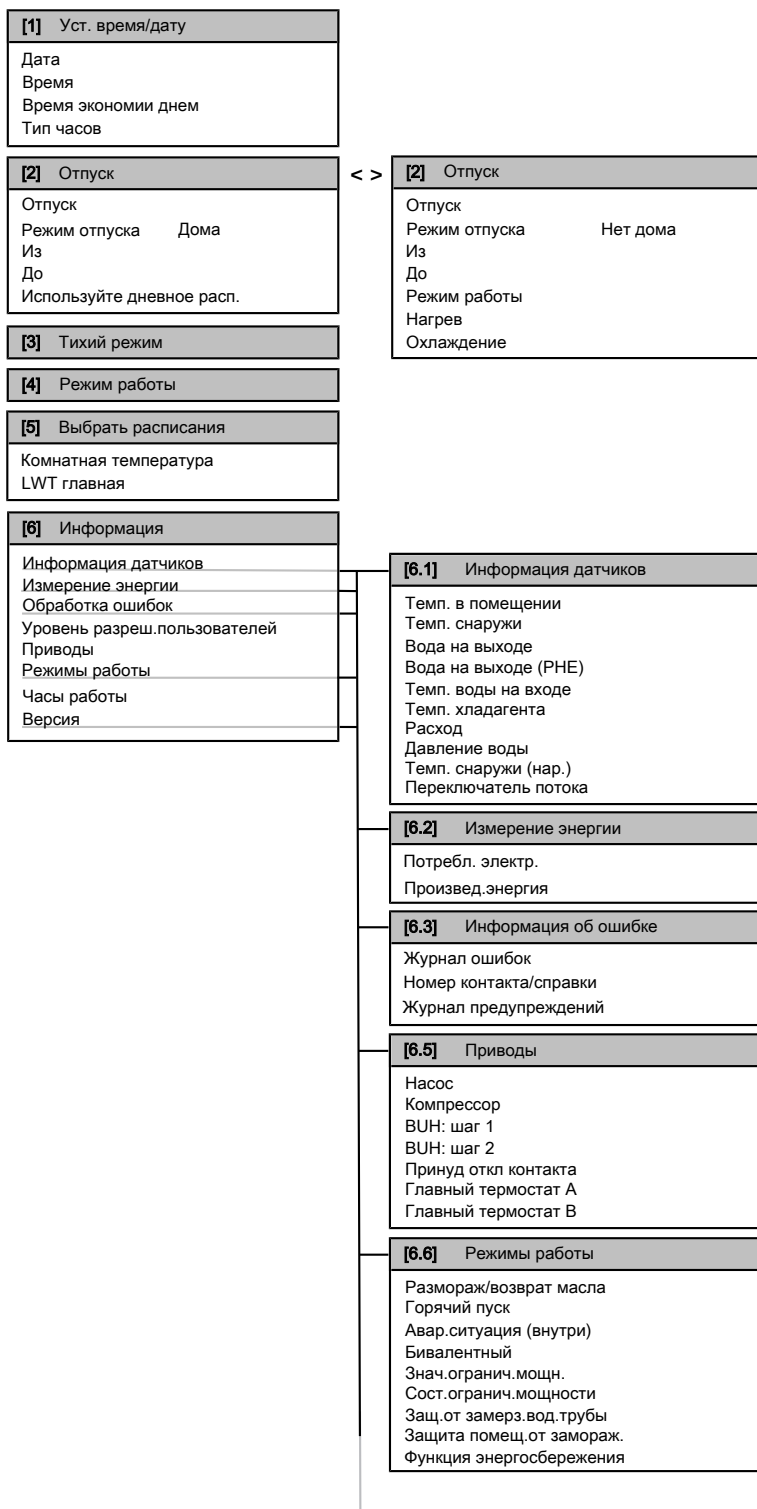 [1] Уст. время/дату
Дата
Время
Время экономии днем
Тип часов
[2] Отпуск
Отпуск
Режим отпуска Дома
Из
До
Используйте дневное расп.
< >
[2] Отпуск
Отпуск
Режим отпуска Нет дома
Из
До
Режим работы
Нагрев
Охлаждение
[3] Тихий режим
[4] Режим работы
[5] Выбрать расписания
Комнатная температура
LWT главная
[6] Информация
Информация датчиков
Измерение энергии
Обработка ошибок
Уровень разреш.пользователей
Приводы
Режимы работы
Часы работы
Версия
[6.1] Информация датчиков
Темп. в помещении
Темп. снаружи
Вода на выходе
Вода на выходе (PHE)
Темп. воды на входе
Темп. хладагента
Расход
Давление воды
Темп. снаружи (нар.)
Переключатель потока
[6.2] Измерение энергии
Потребл. электр.
Произвед.энергия
[6.3] Информация об ошибке
Журнал ошибок
Номер контакта/справки
Журнал предупреждений
[6.5] Приводы
Насос
Компрессор
BUH: шаг 1
BUH: шаг 2
Принуд откл контакта
Главный термостат A
Главный термостат B
[6.6] Режимы работы
Размораж/возврат масла
Горячий пуск
Авар.ситуация (внутри)
Бивалентный
Знач.огранич.мощн.
Сост.огранич.мощности
Защ.от замерз.вод.трубы
Защита помещ.от замораж.
Функция энергосбережения